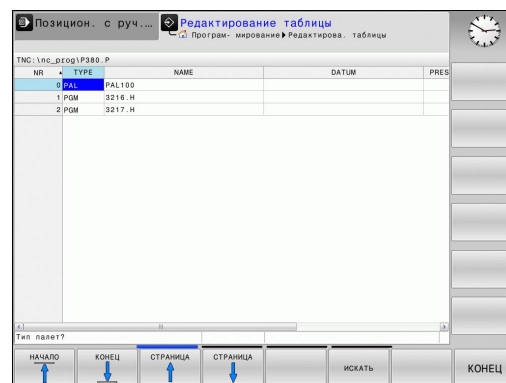 Позицион. с руч.... Редактирование таблицы
Програм- мирование Редактирова. таблицы
TNC:\nc_prog\P380.P
NR TYPE NAME DATUM PRES
0 PAL PAL100
1 PGM 3216.H
2 PGM 3217.H
Тип палет?
НАЧАЛО КОНЕЦ СТРАНИЦА СТРАНИЦА ИСКАТЬ КОНЕЦ